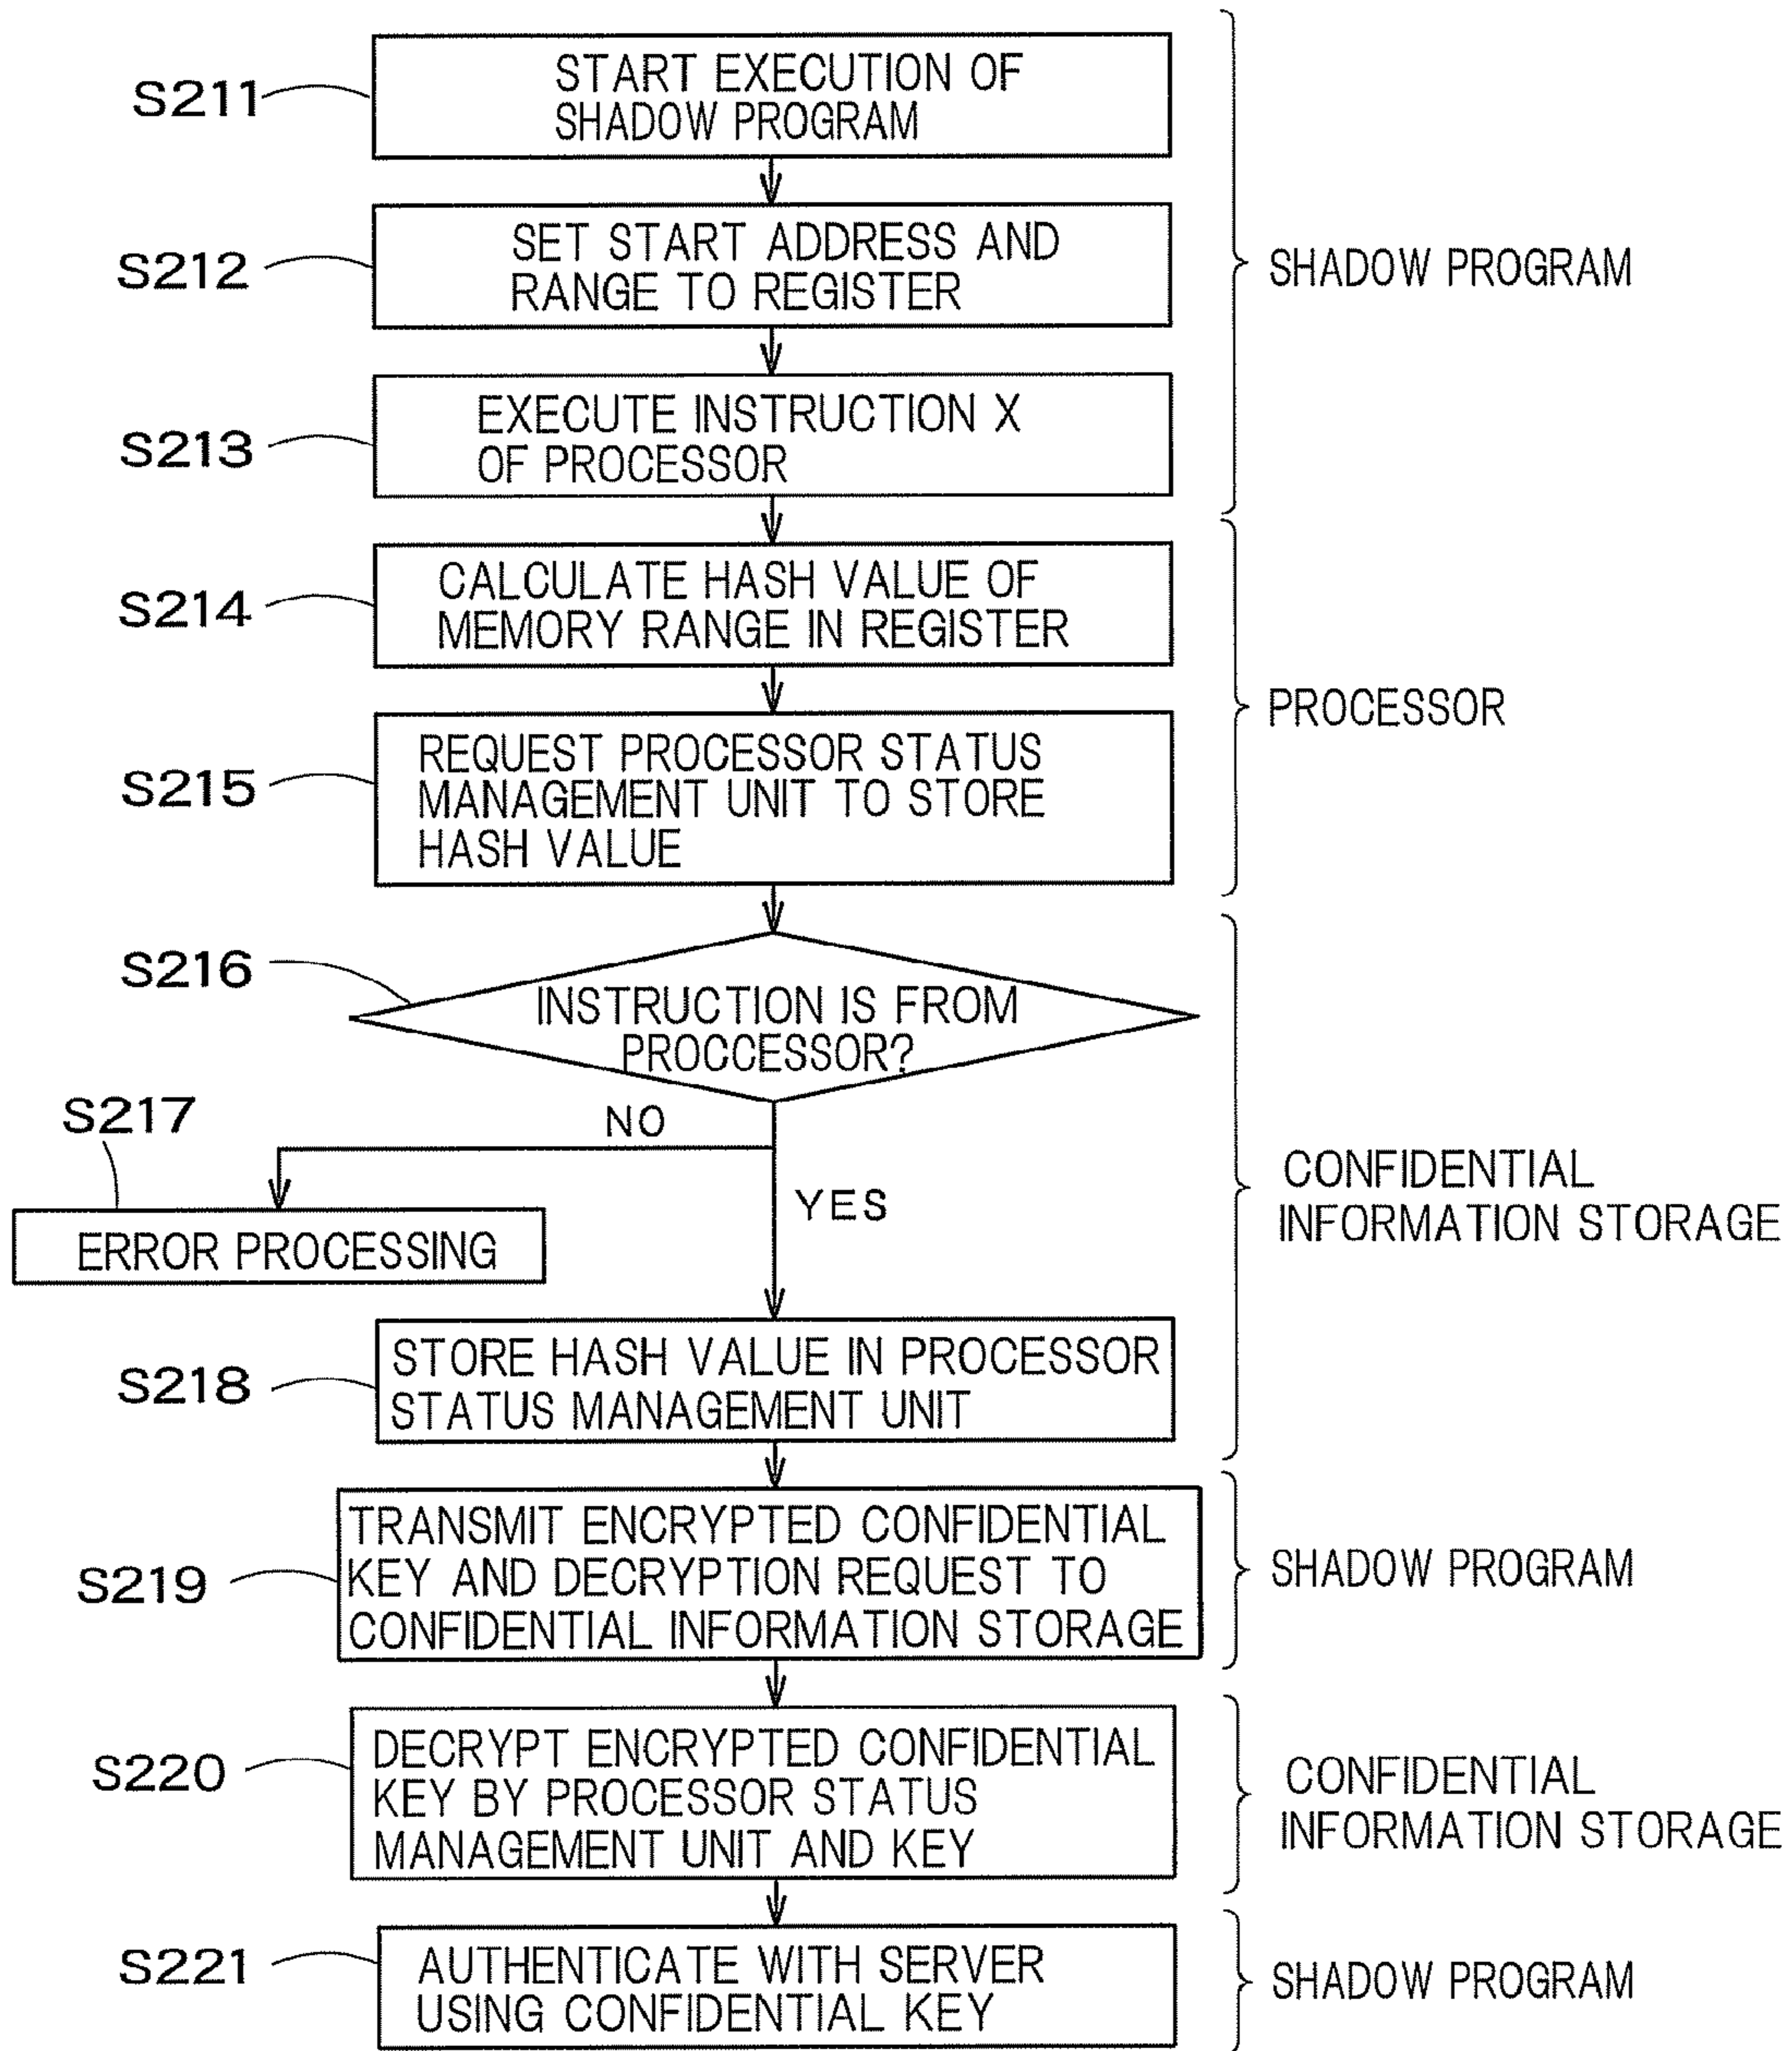 S211
START EXECUTION OF
SHADOW PROGRAM
S212
SET START ADDRESS AND
RANGE TO REGISTER
SHADOW PROGRAM
S213
EXECUTE INSTRUCTION X
OF PROCESSOR
S214
CALCULATE HASH VALUE OF
MEMORY RANGE IN REGISTER
PROCESSOR
S215
REQUEST PROCESSOR STATUS
MANAGEMENT UNIT TO STORE
HASH VALUE
S216
INSTRUCTION IS FROM
PROCCESSOR?
S217
NO
YES
ERROR PROCESSING
CONFIDENTIAL
INFORMATION STORAGE
S218
STORE HASH VALUE IN PROCESSOR
STATUS MANAGEMENT UNIT
S219
TRANSMIT ENCRYPTED CONFIDENTIAL
KEY AND DECRYPTION REQUEST TO
CONFIDENTIAL INFORMATION STORAGE
SHADOW PROGRAM
S220
DECRYPT ENCRYPTED CONFIDENTIAL
KEY BY PROCESSOR STATUS
MANAGEMENT UNIT AND KEY
CONFIDENTIAL
INFORMATION STORAGE
S221
AUTHENTICATE WITH SERVER
USING CONFIDENTIAL KEY
SHADOW PROGRAM